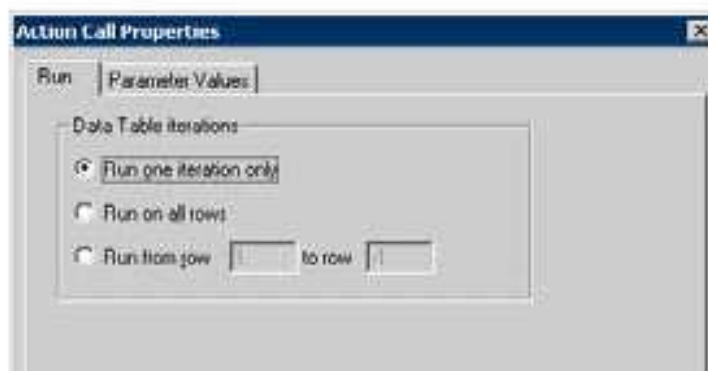 Action Call Properties
Run
Parameter Values
Data Table iterations
Run one iteration only
Run on all rows
Run from row to row